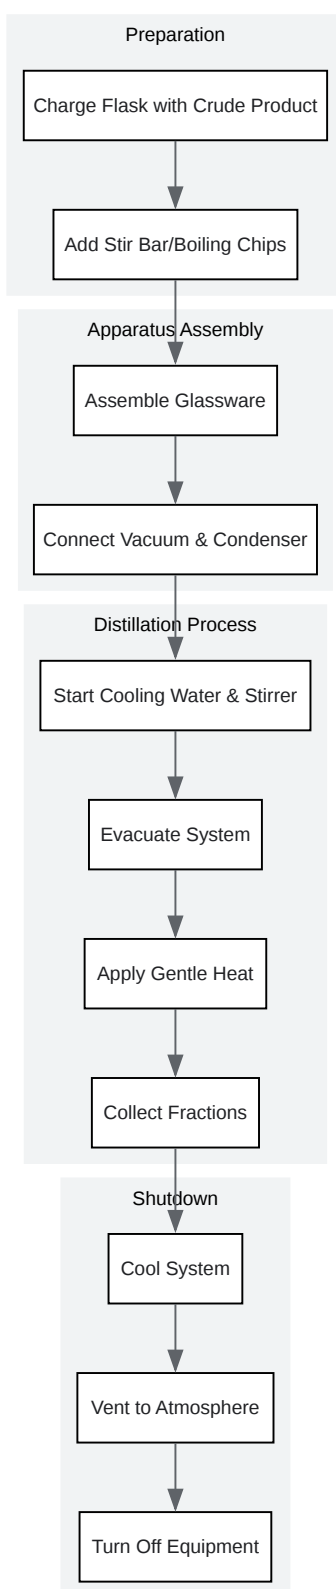 Preparation
Charge Flask with Crude Product
Add Stir Bar/Boiling Chips
Apparatus Assembly
Assemble Glassware
Connect Vacuum & Condenser
Distillation Process
Start Cooling Water & Stirrer
Evacuate System
Apply Gentle Heat
Collect Fractions
Shutdown
Cool System
Vent to Atmosphere
Turn Off Equipment